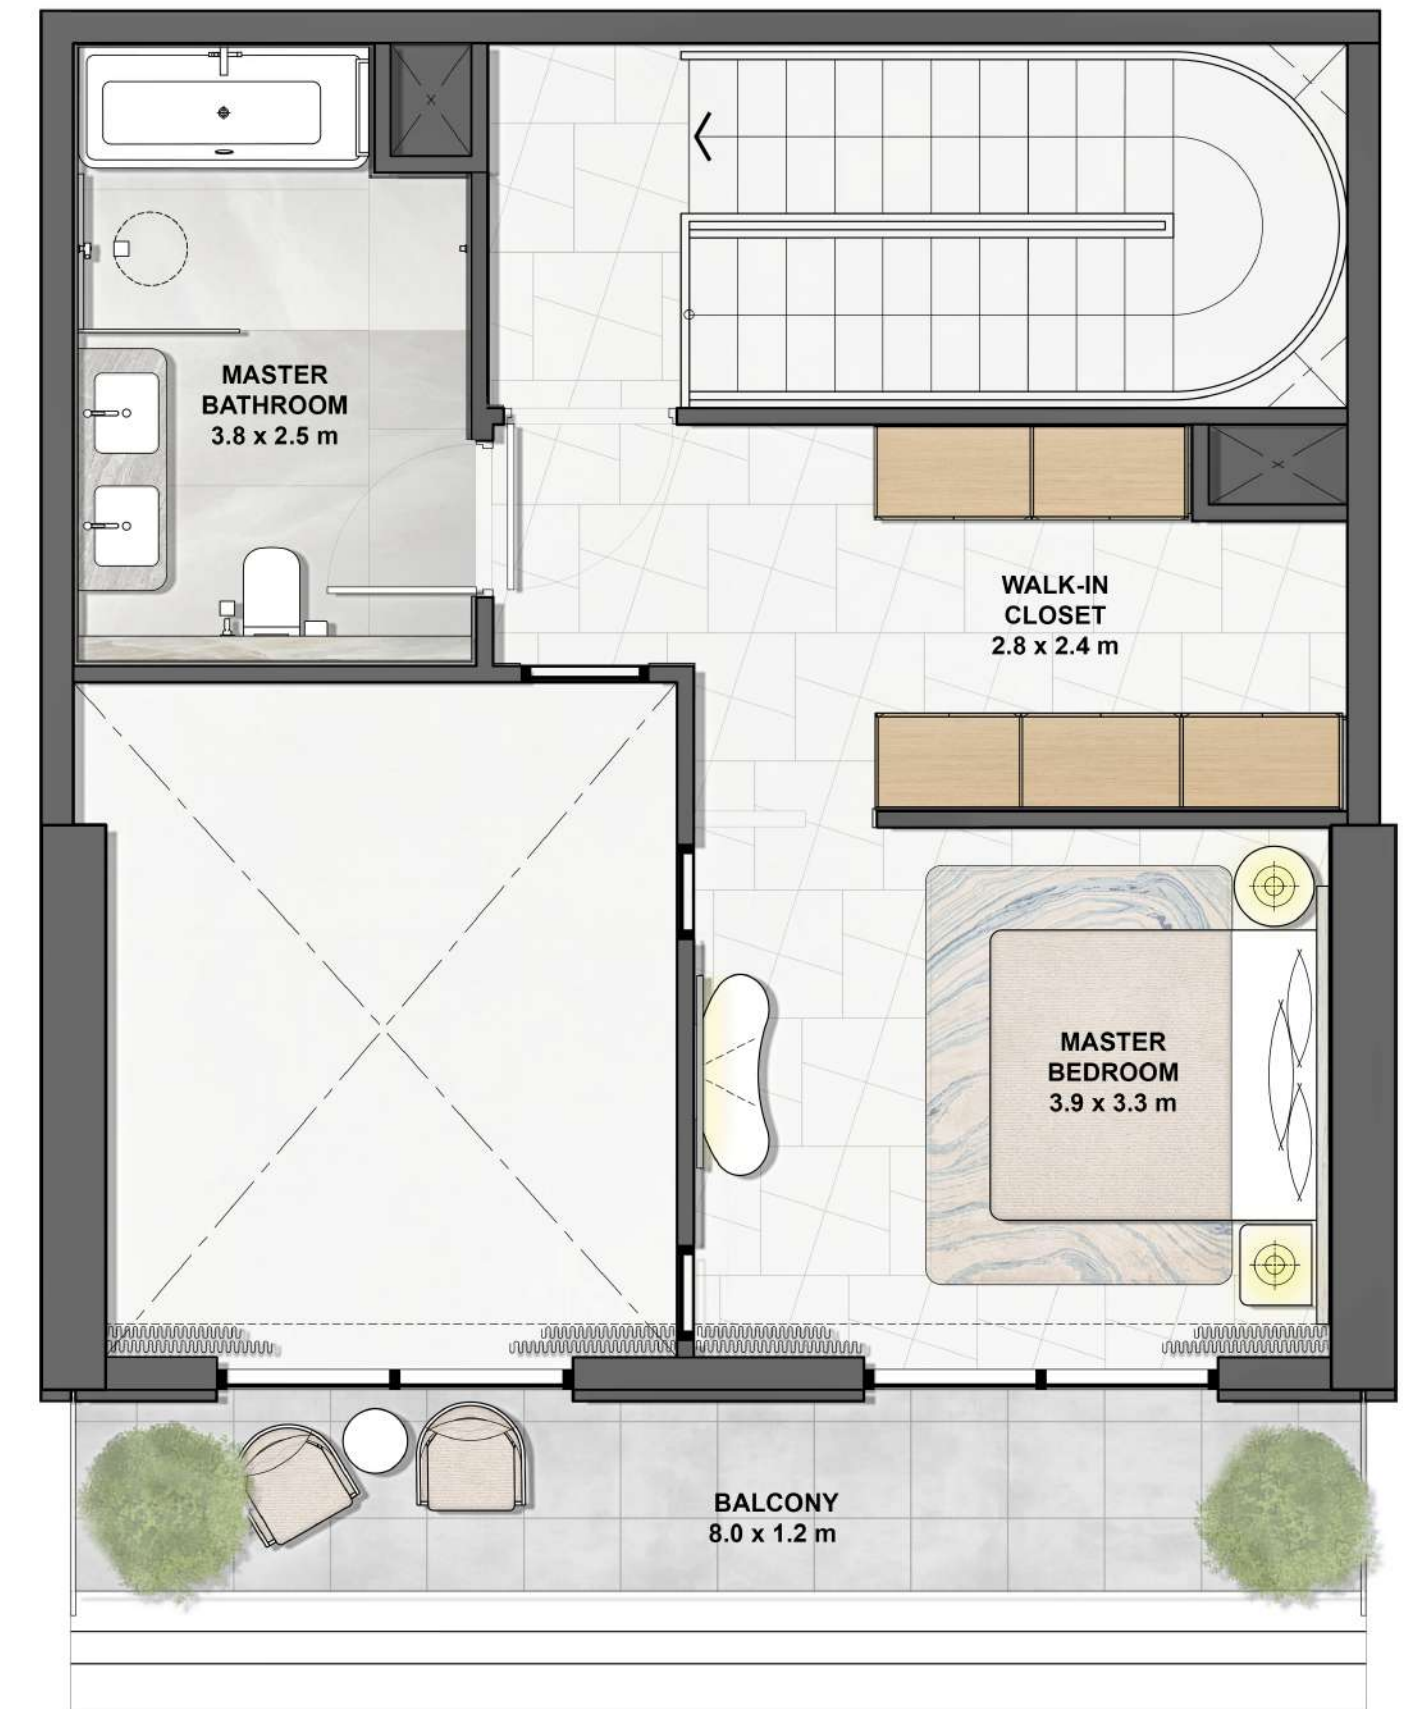 MASTER
BATHROOM
3.8 x 2.5 m
WALK-IN
CLOSET
2.8 x 2.4 m
MASTER
BEDROOM
3.9 x 3.3 m
BALCONY
8.0 x 1.2 m